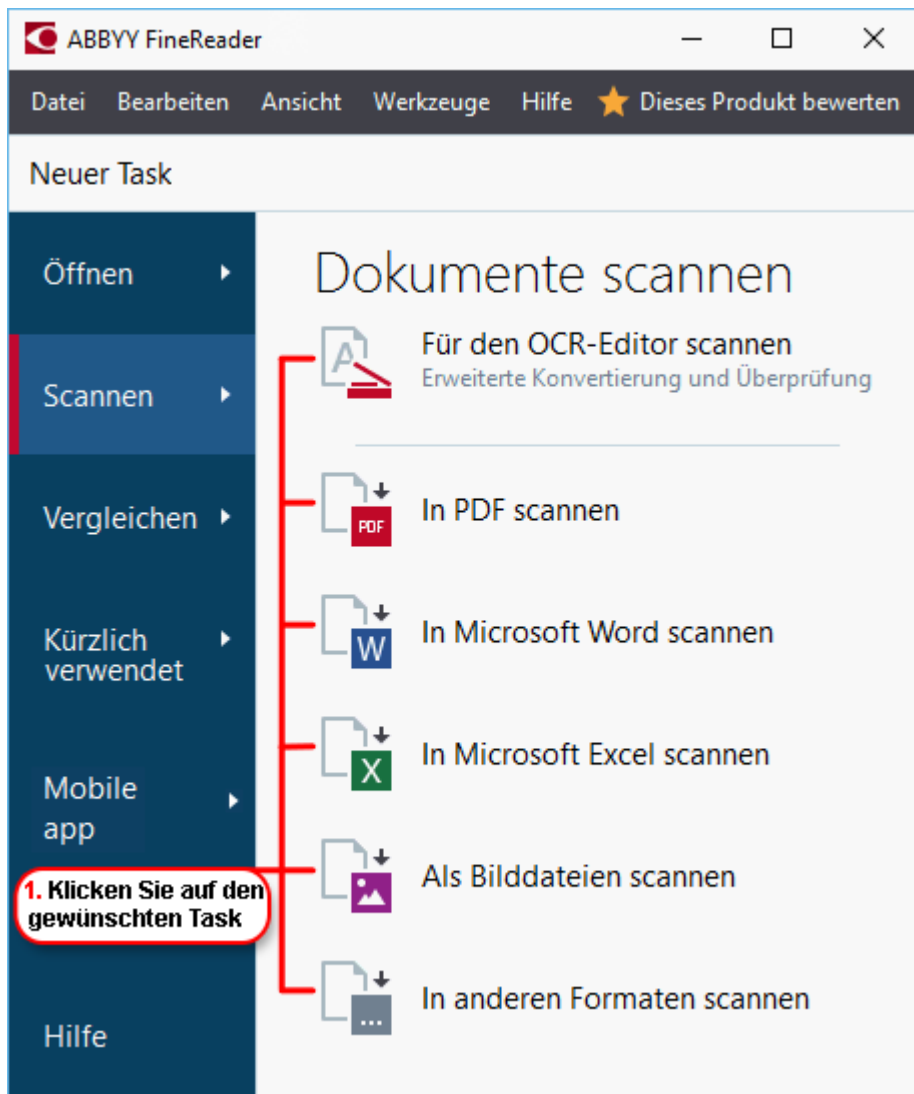 ABBYY FineReader
Datei Bearbeiten Ansicht Werkzeuge Hilfe Dieses Produkt bewerten
Neuer Task
Öffnen
Scannen
Vergleichen
Kürzlich
verwendet
Mobile
app
1. Klicken Sie auf den
gewünschten Task
Hilfe
Dokumente scannen
A
Für den OCR-Editor scannen
Erweiterte Konvertierung und Überprüfung
PDF
In PDF scannen
W
In Microsoft Word scannen
X
In Microsoft Excel scannen
Als Bilddateien scannen
...
In anderen Formaten scannen